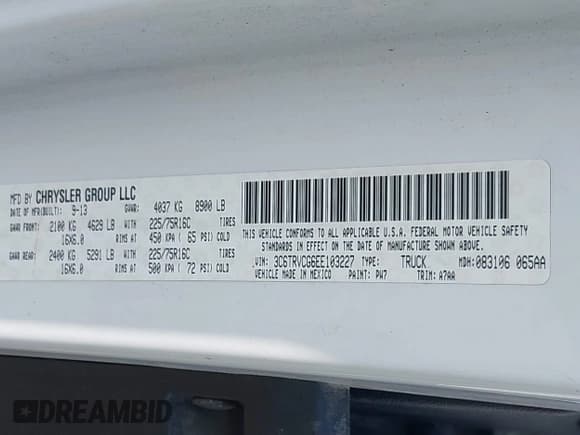 MFD BY CHRYSLER GROUP LLC
DATE OF MFR(BUILT): 9-13 GVWR: 4037 KG 8900 LB
GAWR FRONT: 2100 KG 4629 LB 225/75R16C TIRES
16X6.0 RIMS AT 450 KPA ( 65 PSI) COLD
GAWR REAR: 2400 KG 5291 LB 225/75R16C TIRES
16X6.0 RIMS AT 500 KPA ( 72 PSI) COLD
THIS VEHICLE CONFORMS TO ALL APPLICABLE U.S.A. FEDERAL MOTOR VEHICLE SAFETY
STANDARDS IN EFFECT ON THE DATE OF MANUFACTURE SHOWN ABOVE.
VIN: 3C6TRVCG6EE103227 TYPE: TRUCK MDH: 083106 065AA
VEHICLE MADE IN MEXICO PAINT: PW7 TRIM: A7AA
DREAMBID